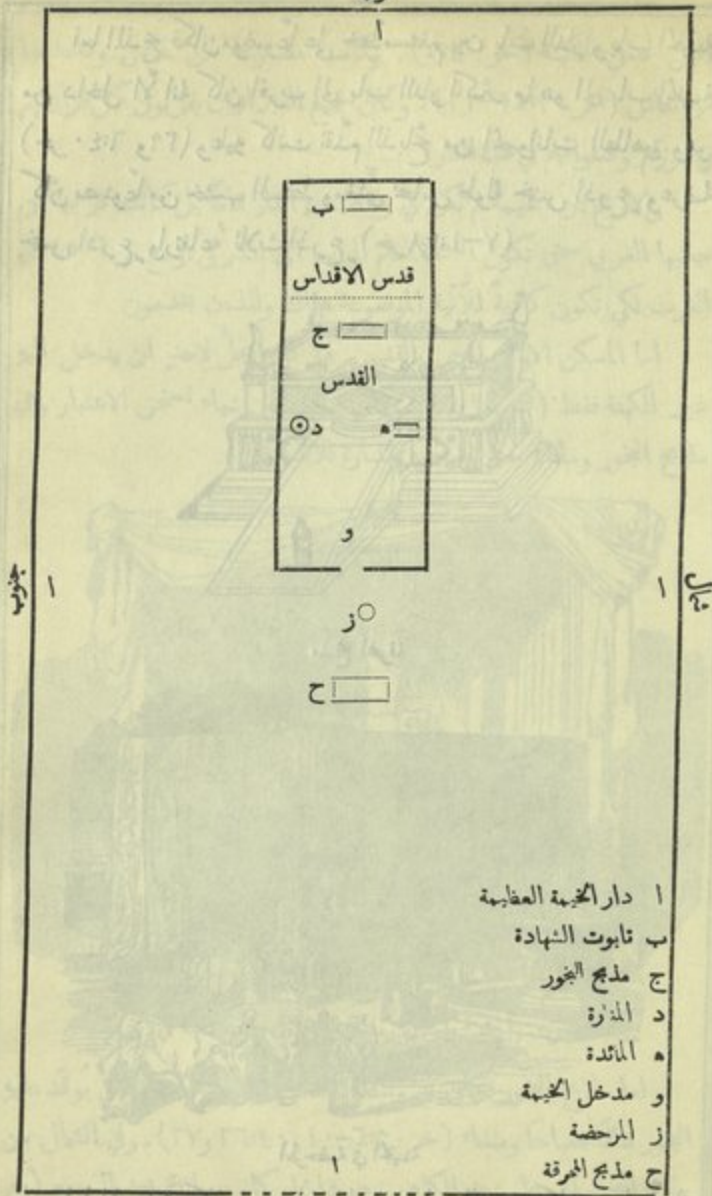 ا
ب
قدس الاقداس
ج
القدس
د
ه
و
جنوب
ا
ا
شمال
ز
ح
ا دار الخيمة العظيمة
ب تابوت الشهادة
ج مذبح البخور
د المنارة
ه المائدة
و مدخل الخيمة
ز المرحضة
ح مذبح المحرقة
ا